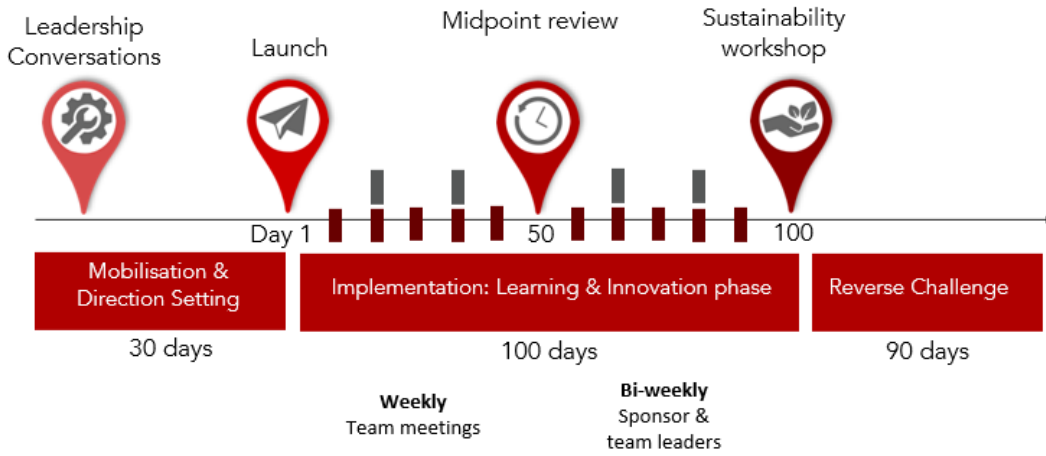 Leadership
Conversations
Launch
Midpoint review
Sustainability
workshop
Day 1
50
100
Mobilisation &
Direction Setting
Implementation: Learning & Innovation phase
Reverse Challenge
30 days
100 days
90 days
Weekly
Team meetings
Bi-weekly
Sponsor &
team leaders